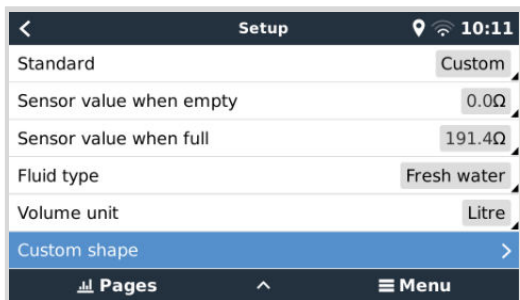 Setup 10:11
Standard Custom
Sensor value when empty 0.0Ω
Sensor value when full 191.4Ω
Fluid type Fresh water
Volume unit Litre
Custom shape
Pages Menu